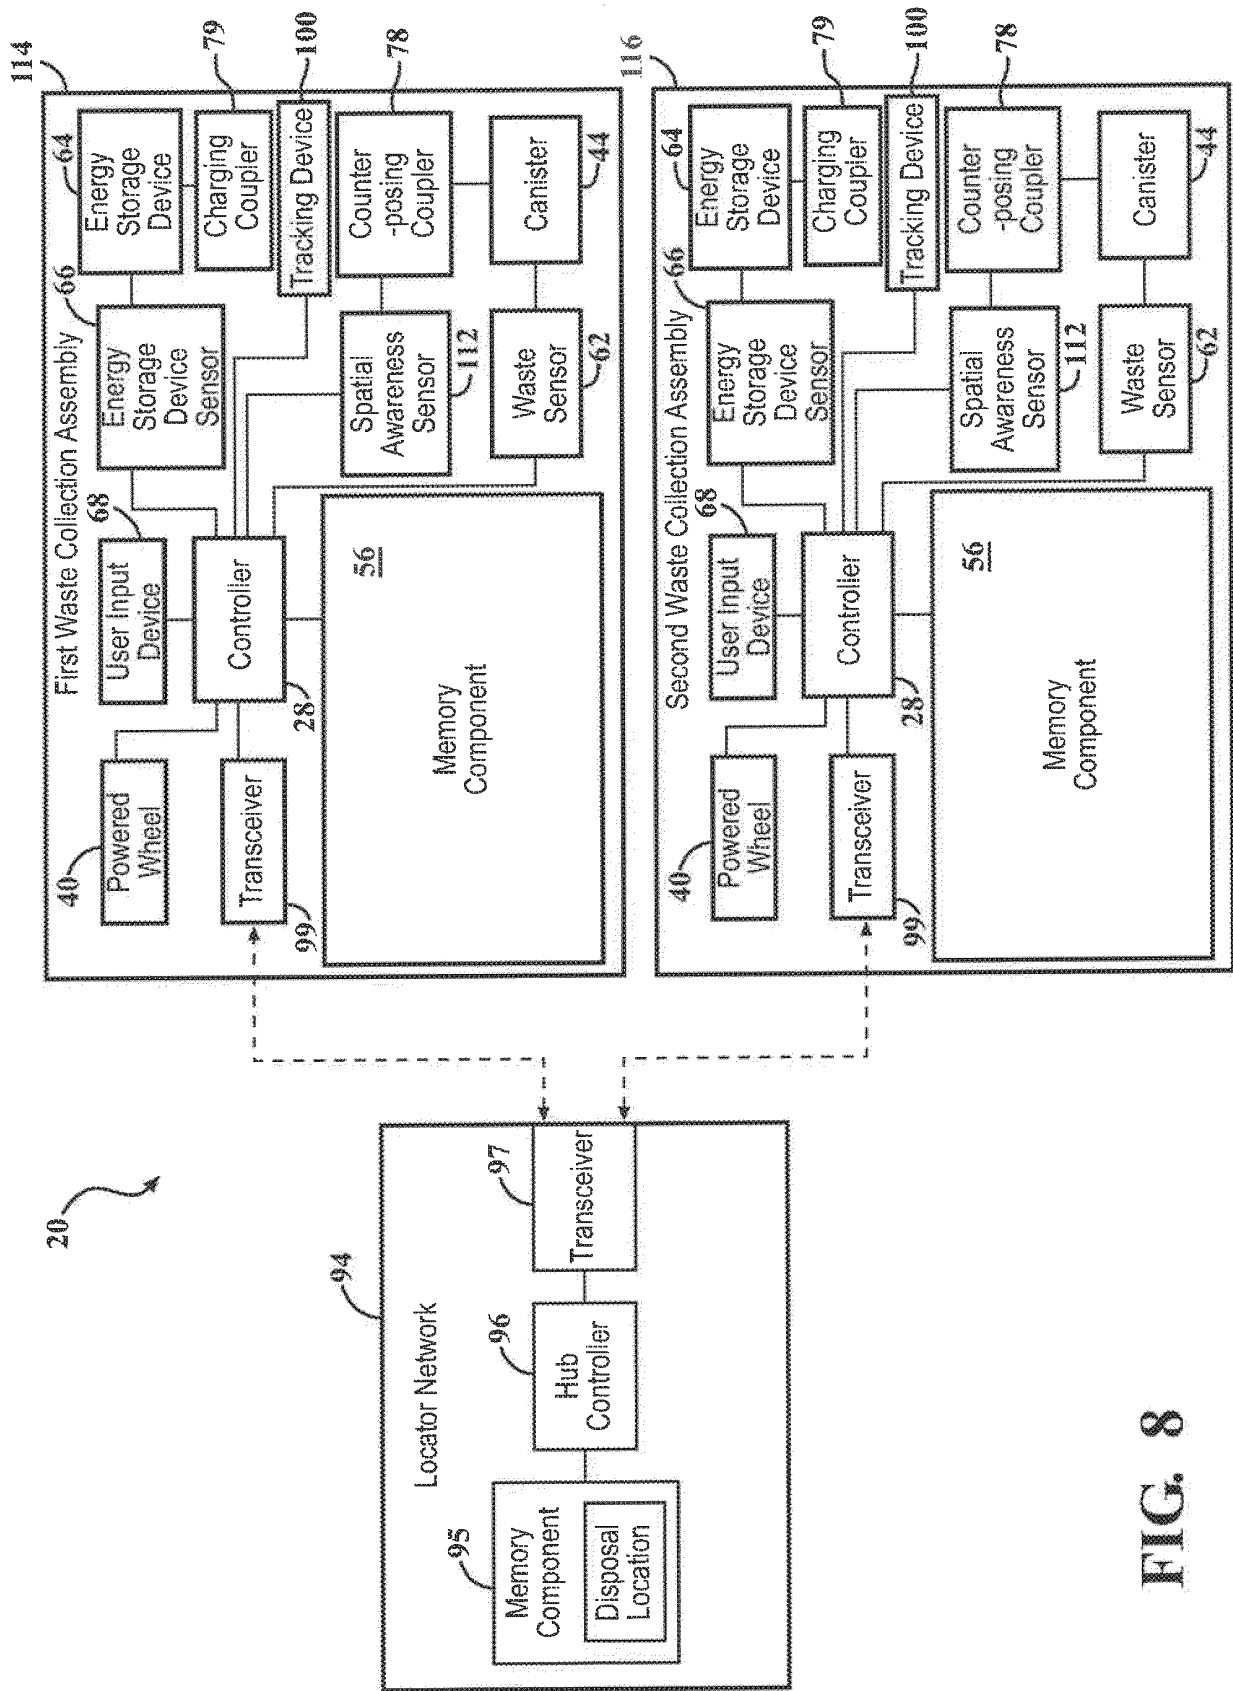 20
94
Locator Network
95
Memory
Component
Disposal
Location
96
Hub
Controller
97
Transceiver
114
First Waste Collection Assembly
40
Powered
Wheel
68
User Input
Device
66
Energy
Storage
Device
Sensor
64
Energy
Storage
Device
79
Charging
Coupler
100
Tracking Device
99
Transceiver
28
Controller
112
Spatial
Awareness
Sensor
78
Counter
-posing
Coupler
62
Waste
Sensor
44
Canister
56
Memory
Component
116
Second Waste Collection Assembly
40
Powered
Wheel
68
User Input
Device
66
Energy
Storage
Device
Sensor
64
Energy
Storage
Device
79
Charging
Coupler
100
Tracking Device
99
Transceiver
28
Controller
112
Spatial
Awareness
Sensor
78
Counter
-posing
Coupler
62
Waste
Sensor
44
Canister
56
Memory
Component
FIG. 8